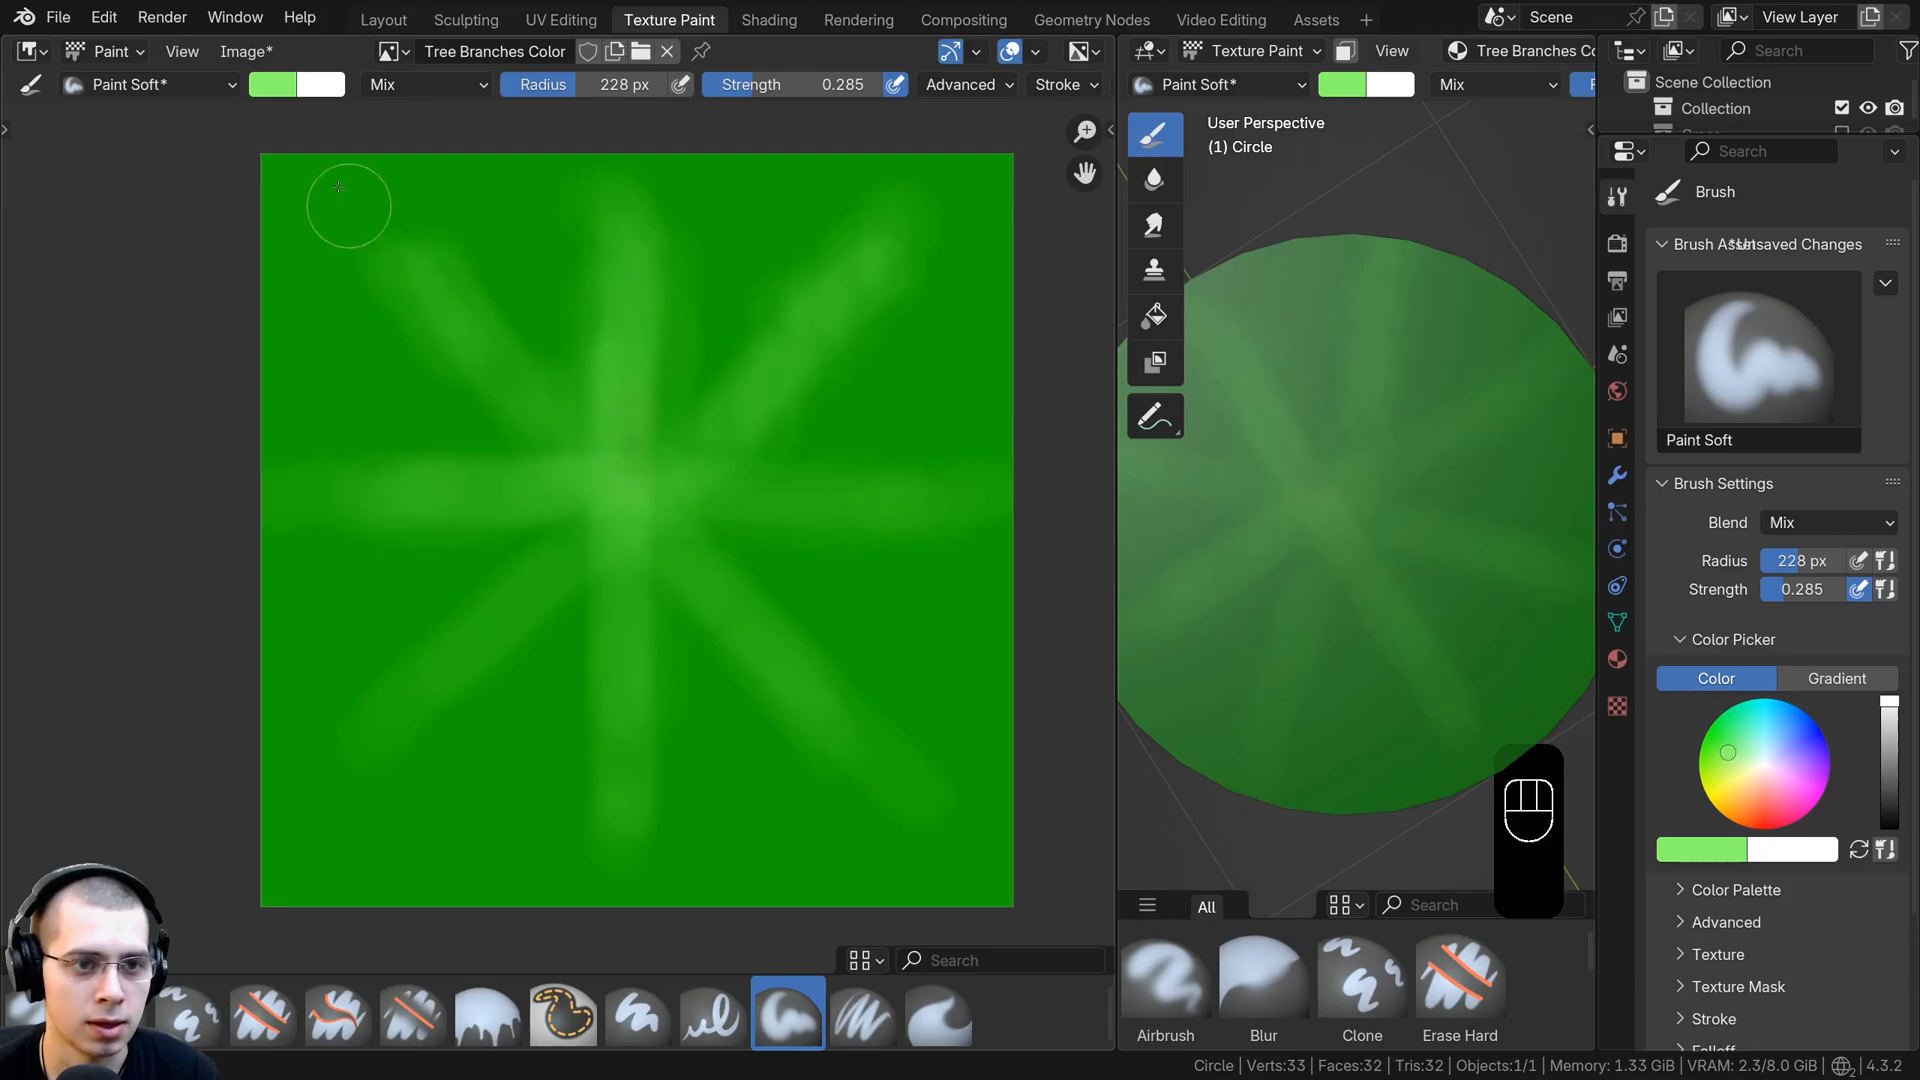 File Edit Render Window Help Layout Sculpting UV Editing Texture Paint Shading Rendering Compositing Geometry Nodes Video Editing Assets Scene View Layer
Paint View Image* Tree Branches Color Texture Paint View Tree Branches Co Search
Paint Soft* Mix Radius 228 px Strength 0.285 Advanced Stroke Paint Soft* Mix
Scene Collection
Collection
User Perspective
(1) Circle
Search
Brush
Unsaved Changes
Paint Soft
Brush Settings
Blend Mix
Radius 228 px
Strength 0.285
Color Picker
Color Gradient
Color Palette
Advanced
Texture
Texture Mask
Stroke
Falloff
All Search
Search
Airbrush Blur Clone Erase Hard
Circle | Verts:33 | Faces:32 | Tris:32 | Objects:1/1 | Memory: 1.33 GiB | VRAM: 2.3/8.0 GiB | 4.3.2